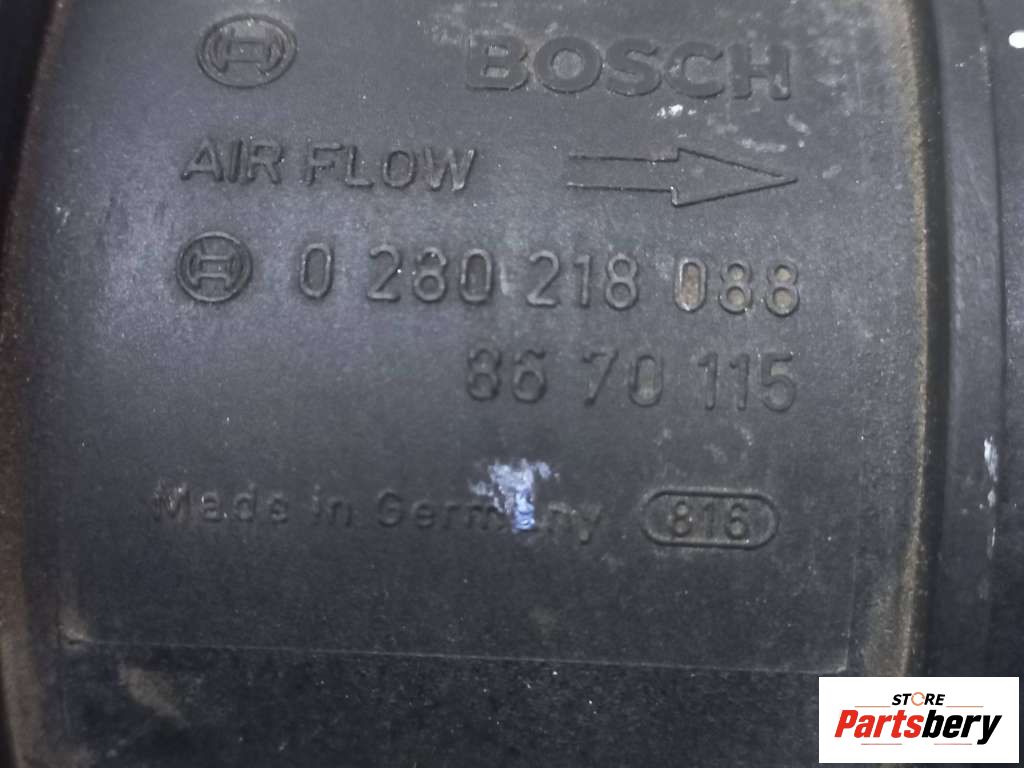 BOSCH
AIR FLOW
0 280 218 088
86 70 115
Made in Germany 816
STORE
Partsbery